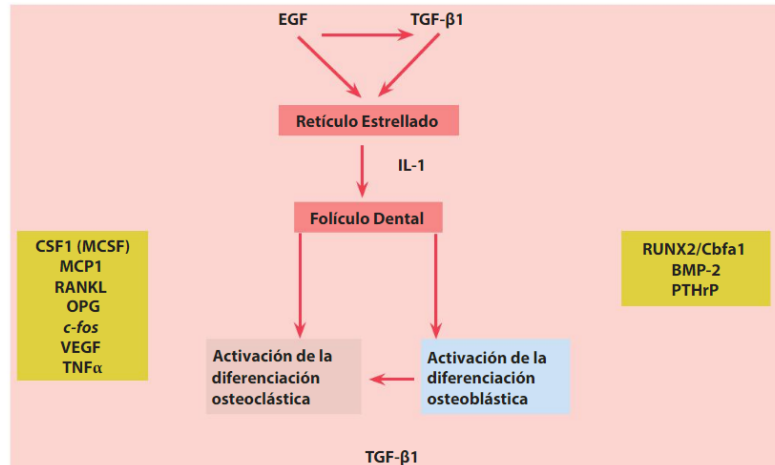 EGF
TGF-β1
Retículo Estrellado
IL-1
Folículo Dental
CSF1 (MCSF)
MCP1
RANKL
OPG
c-fos
VEGF
TNFα
RUNX2/Cbfa1
BMP-2
PTHrP
Activación de la
diferenciación
osteoclástica
Activación de la
diferenciación
osteoblástica
TGF-β1